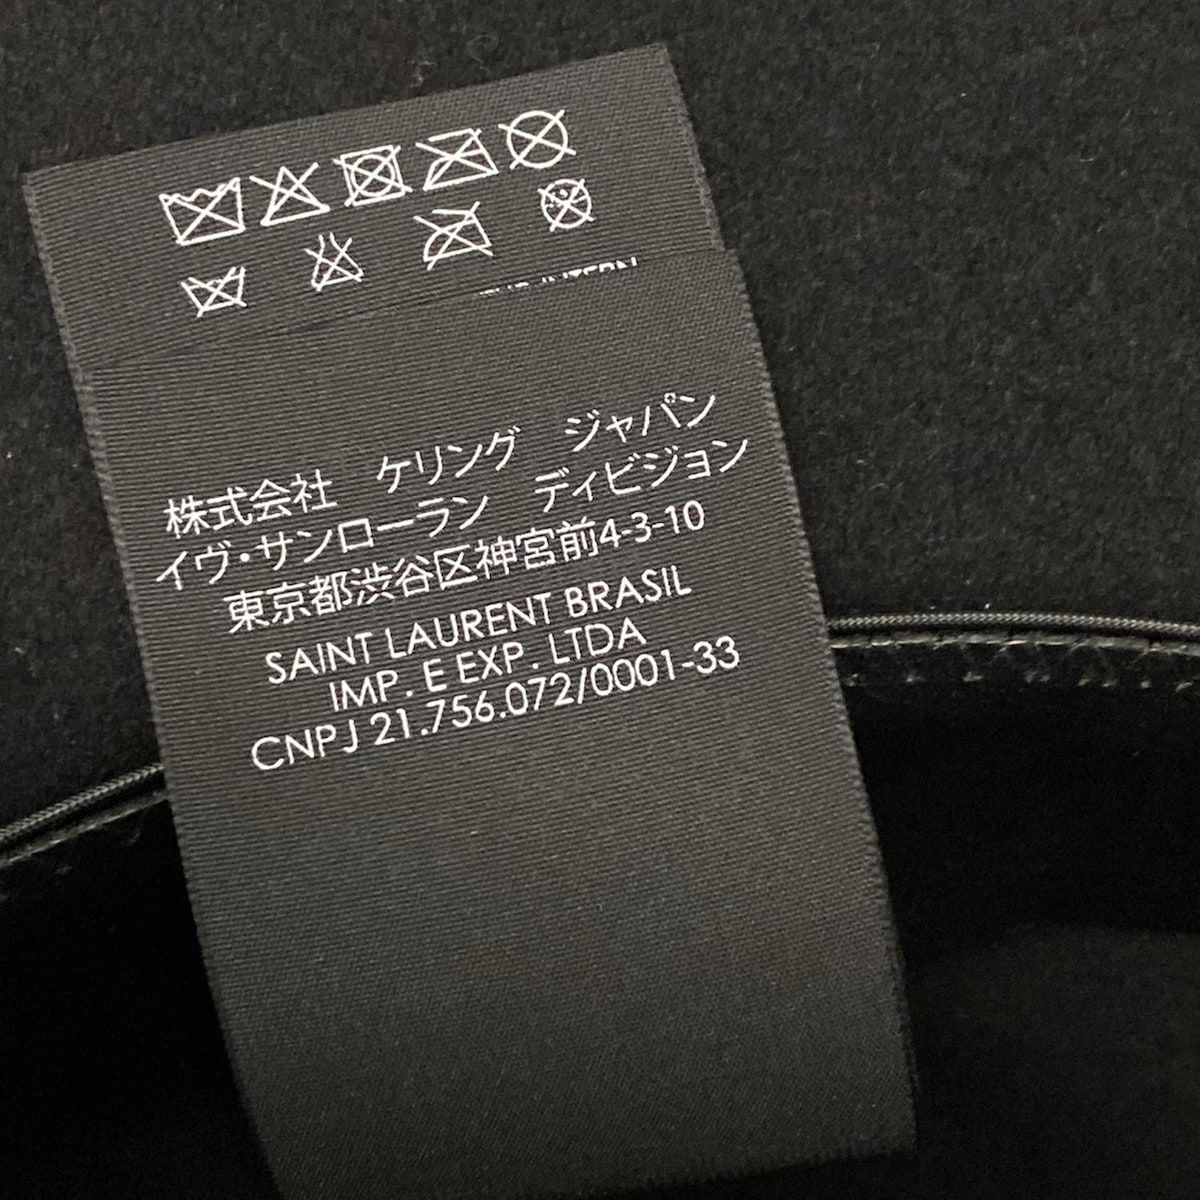 株式会社 ケリング ジャパン
イヴ・サンローラン ディビジョン
東京都渋谷区神宮前4-3-10
SAINT LAURENT BRASIL
IMP. E EXP. LTDA
CNPJ 21.756.072/0001-33